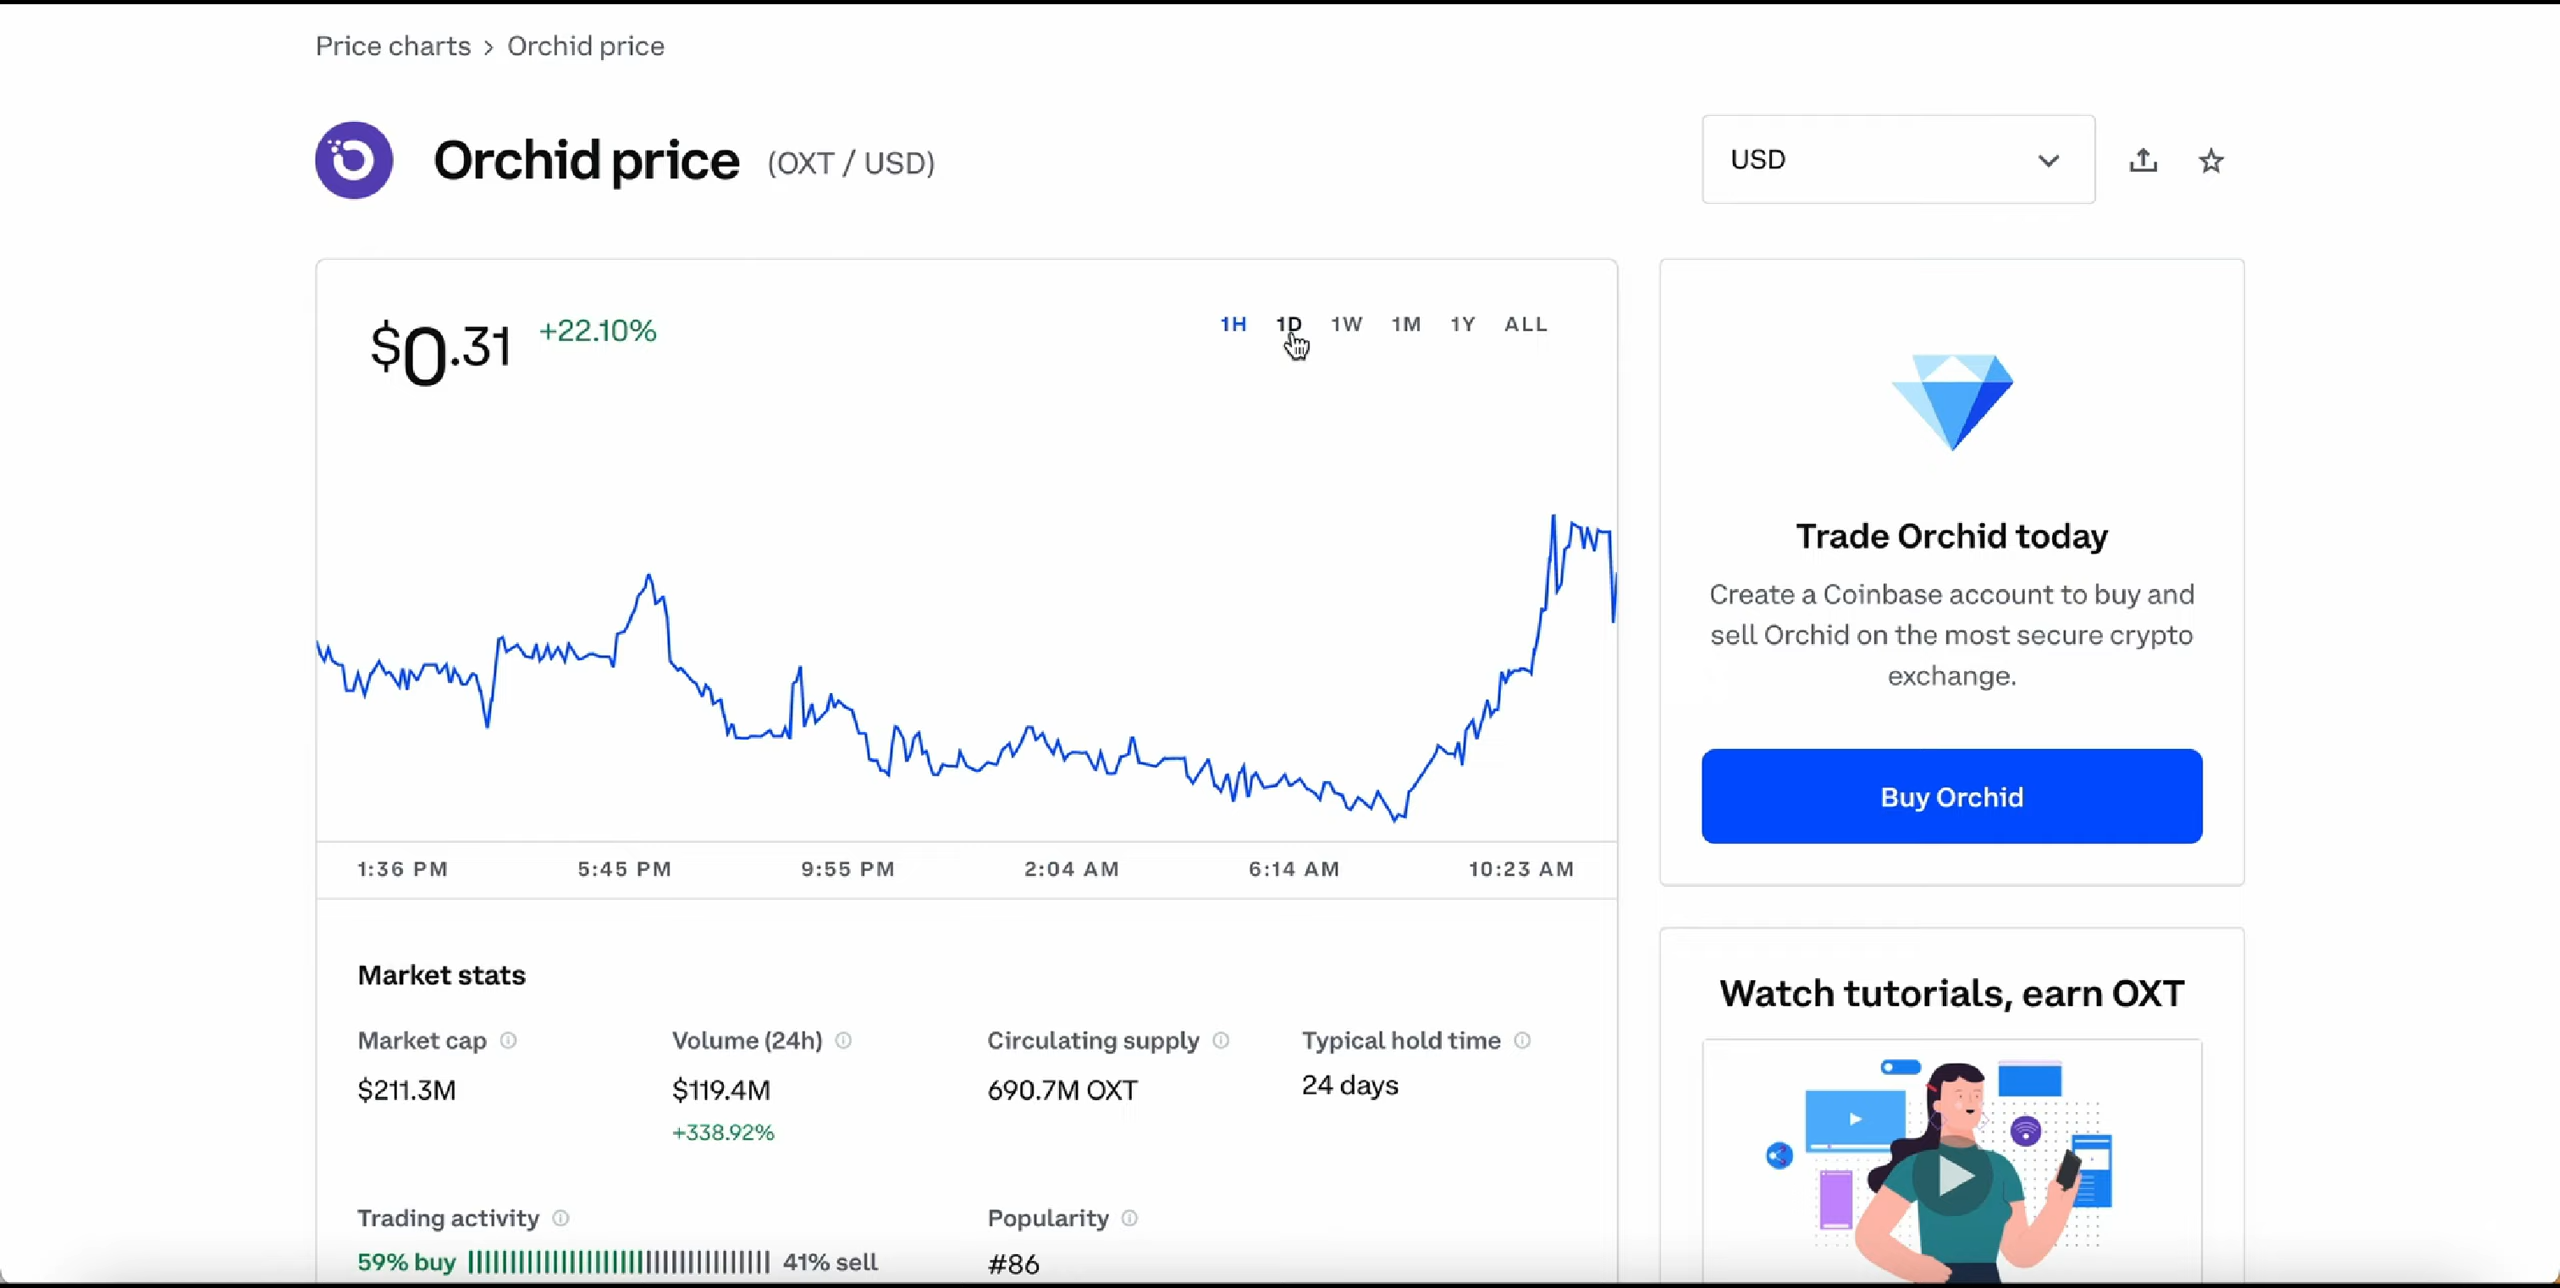 Price charts > Orchid price
Orchid price (OXT / USD)
USD
$0.31 +22.10%
1H 1D 1W 1M 1Y ALL
1:36 PM 5:45 PM 9:55 PM 2:04 AM 6:14 AM 10:23 AM
Market stats
Market cap
$211.3M
Volume (24h)
$119.4M
+338.92%
Circulating supply
690.7M OXT
Typical hold time
24 days
Trading activity
59% buy 41% sell
Popularity
#86
Trade Orchid today
Create a Coinbase account to buy and
sell Orchid on the most secure crypto
exchange.
Buy Orchid
Watch tutorials, earn OXT